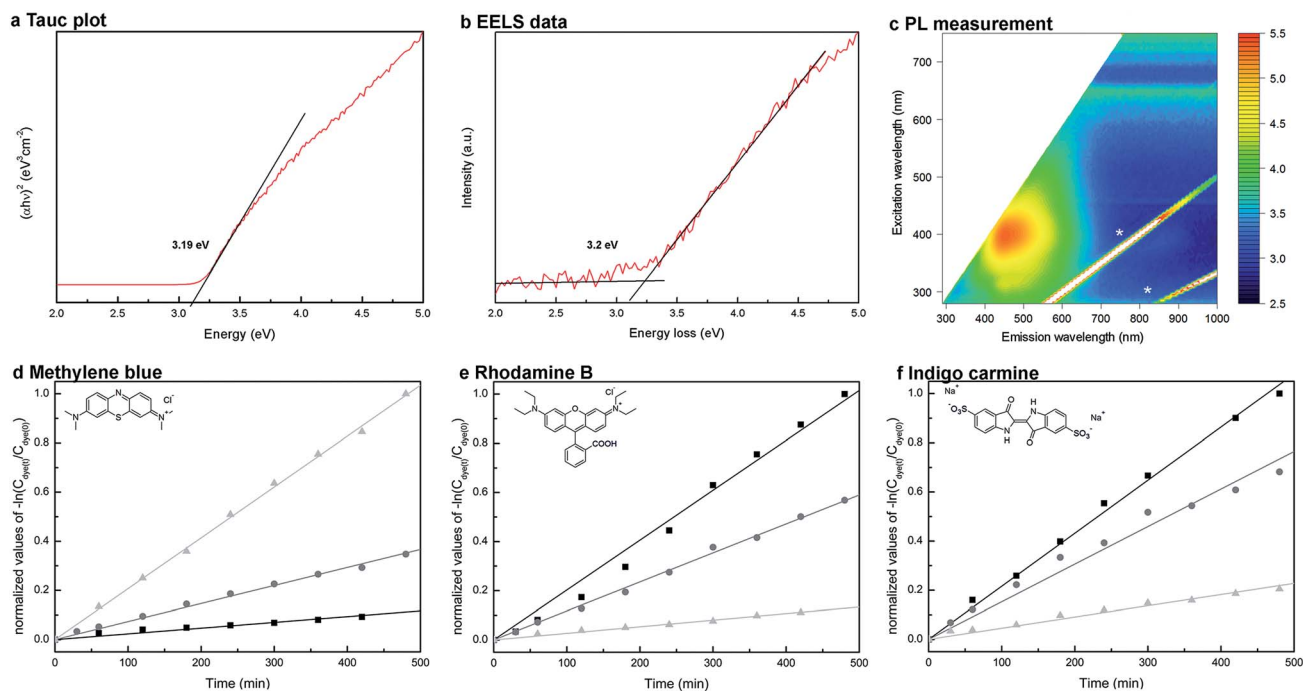 a Tauc plot
(αhν)² (eV³cm⁻²)
3.19 eV
2.0 2.5 3.0 3.5 4.0 4.5 5.0
Energy (eV)
b EELS data
Intensity (a.u.)
3.2 eV
2.0 2.5 3.0 3.5 4.0 4.5 5.0
Energy loss (eV)
c PL measurement
Excitation wavelength (nm)
700
600
500
400
300
*
*
300 400 500 600 700 800 900 1000
Emission wavelength (nm)
5.5
5.0
4.5
4.0
3.5
3.0
2.5
d Methylene blue
normalized values of -ln(C_dye(t)/C_dye(0))
1.0
0.8
0.6
0.4
0.2
0.0
N
Cl⁻
N S N⁺
0 100 200 300 400 500
Time (min)
e Rhodamine B
normalized values of -ln(C_dye(t)/C_dye(0))
1.0
0.8
0.6
0.4
0.2
0.0
Cl⁻
N O N⁺
COOH
0 100 200 300 400 500
Time (min)
f Indigo carmine
normalized values of -ln(C_dye(t)/C_dye(0))
1.0
0.8
0.6
0.4
0.2
0.0
Na⁺
⁻O₃S O H N
Na⁺
N H O SO₃⁻
0 100 200 300 400 500
Time (min)